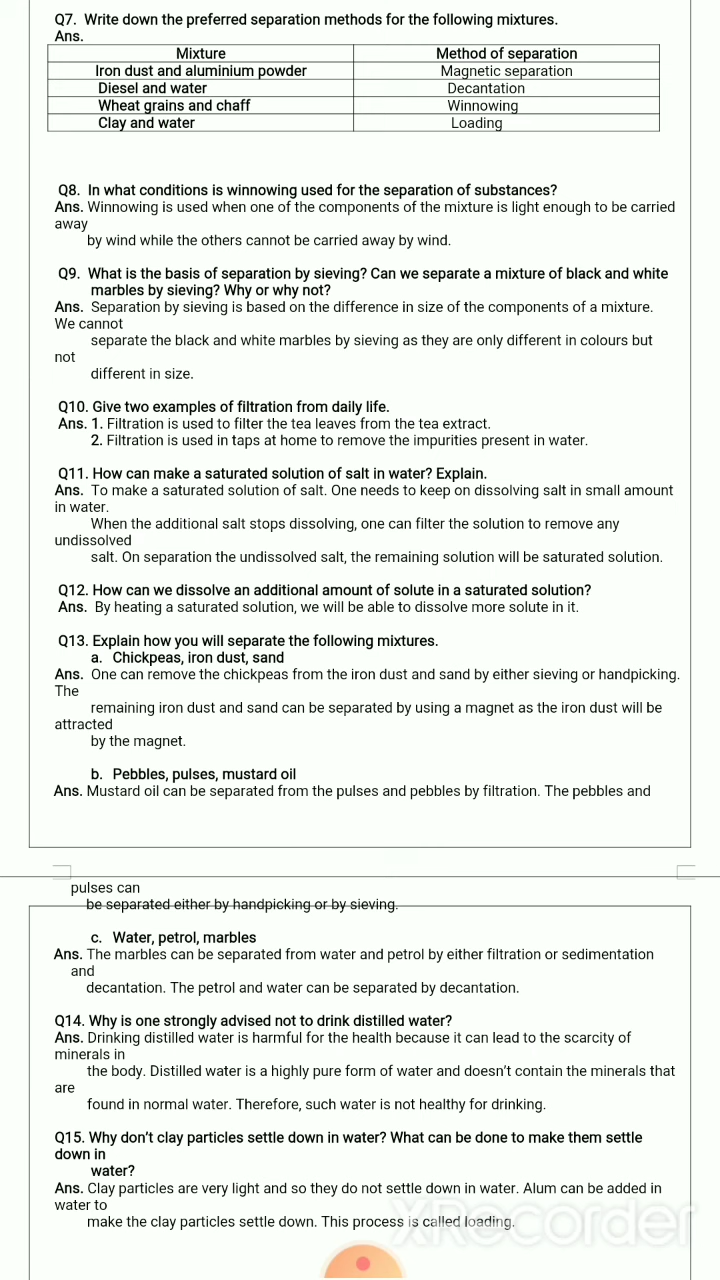 Q7. Write down the preferred separation methods for the following mixtures.
Ans.
Mixture Method of separation
Iron dust and aluminium powder Magnetic separation
Diesel and water Decantation
Wheat grains and chaff Winnowing
Clay and water Loading
Q8. In what conditions is winnowing used for the separation of substances?
Ans. Winnowing is used when one of the components of the mixture is light enough to be carried
away
by wind while the others cannot be carried away by wind.
Q9. What is the basis of separation by sieving? Can we separate a mixture of black and white
marbles by sieving? Why or why not?
Ans. Separation by sieving is based on the difference in size of the components of a mixture.
We cannot
separate the black and white marbles by sieving as they are only different in colours but
not
different in size.
Q10. Give two examples of filtration from daily life.
Ans. 1. Filtration is used to filter the tea leaves from the tea extract.
2. Filtration is used in taps at home to remove the impurities present in water.
Q11. How can make a saturated solution of salt in water? Explain.
Ans. To make a saturated solution of salt. One needs to keep on dissolving salt in small amount
in water.
When the additional salt stops dissolving, one can filter the solution to remove any
undissolved
salt. On separation the undissolved salt, the remaining solution will be saturated solution.
Q12. How can we dissolve an additional amount of solute in a saturated solution?
Ans. By heating a saturated solution, we will be able to dissolve more solute in it.
Q13. Explain how you will separate the following mixtures.
a. Chickpeas, iron dust, sand
Ans. One can remove the chickpeas from the iron dust and sand by either sieving or handpicking.
The
remaining iron dust and sand can be separated by using a magnet as the iron dust will be
attracted
by the magnet.
b. Pebbles, pulses, mustard oil
Ans. Mustard oil can be separated from the pulses and pebbles by filtration. The pebbles and
pulses can
be separated either by handpicking or by sieving.
c. Water, petrol, marbles
Ans. The marbles can be separated from water and petrol by either filtration or sedimentation
and
decantation. The petrol and water can be separated by decantation.
Q14. Why is one strongly advised not to drink distilled water?
Ans. Drinking distilled water is harmful for the health because it can lead to the scarcity of
minerals in
the body. Distilled water is a highly pure form of water and doesn't contain the minerals that
are
found in normal water. Therefore, such water is not healthy for drinking.
Q15. Why don't clay particles settle down in water? What can be done to make them settle
down in
water?
Ans. Clay particles are very light and so they do not settle down in water. Alum can be added in
water to
make the clay particles settle down. This process is called loading.
XRecorder